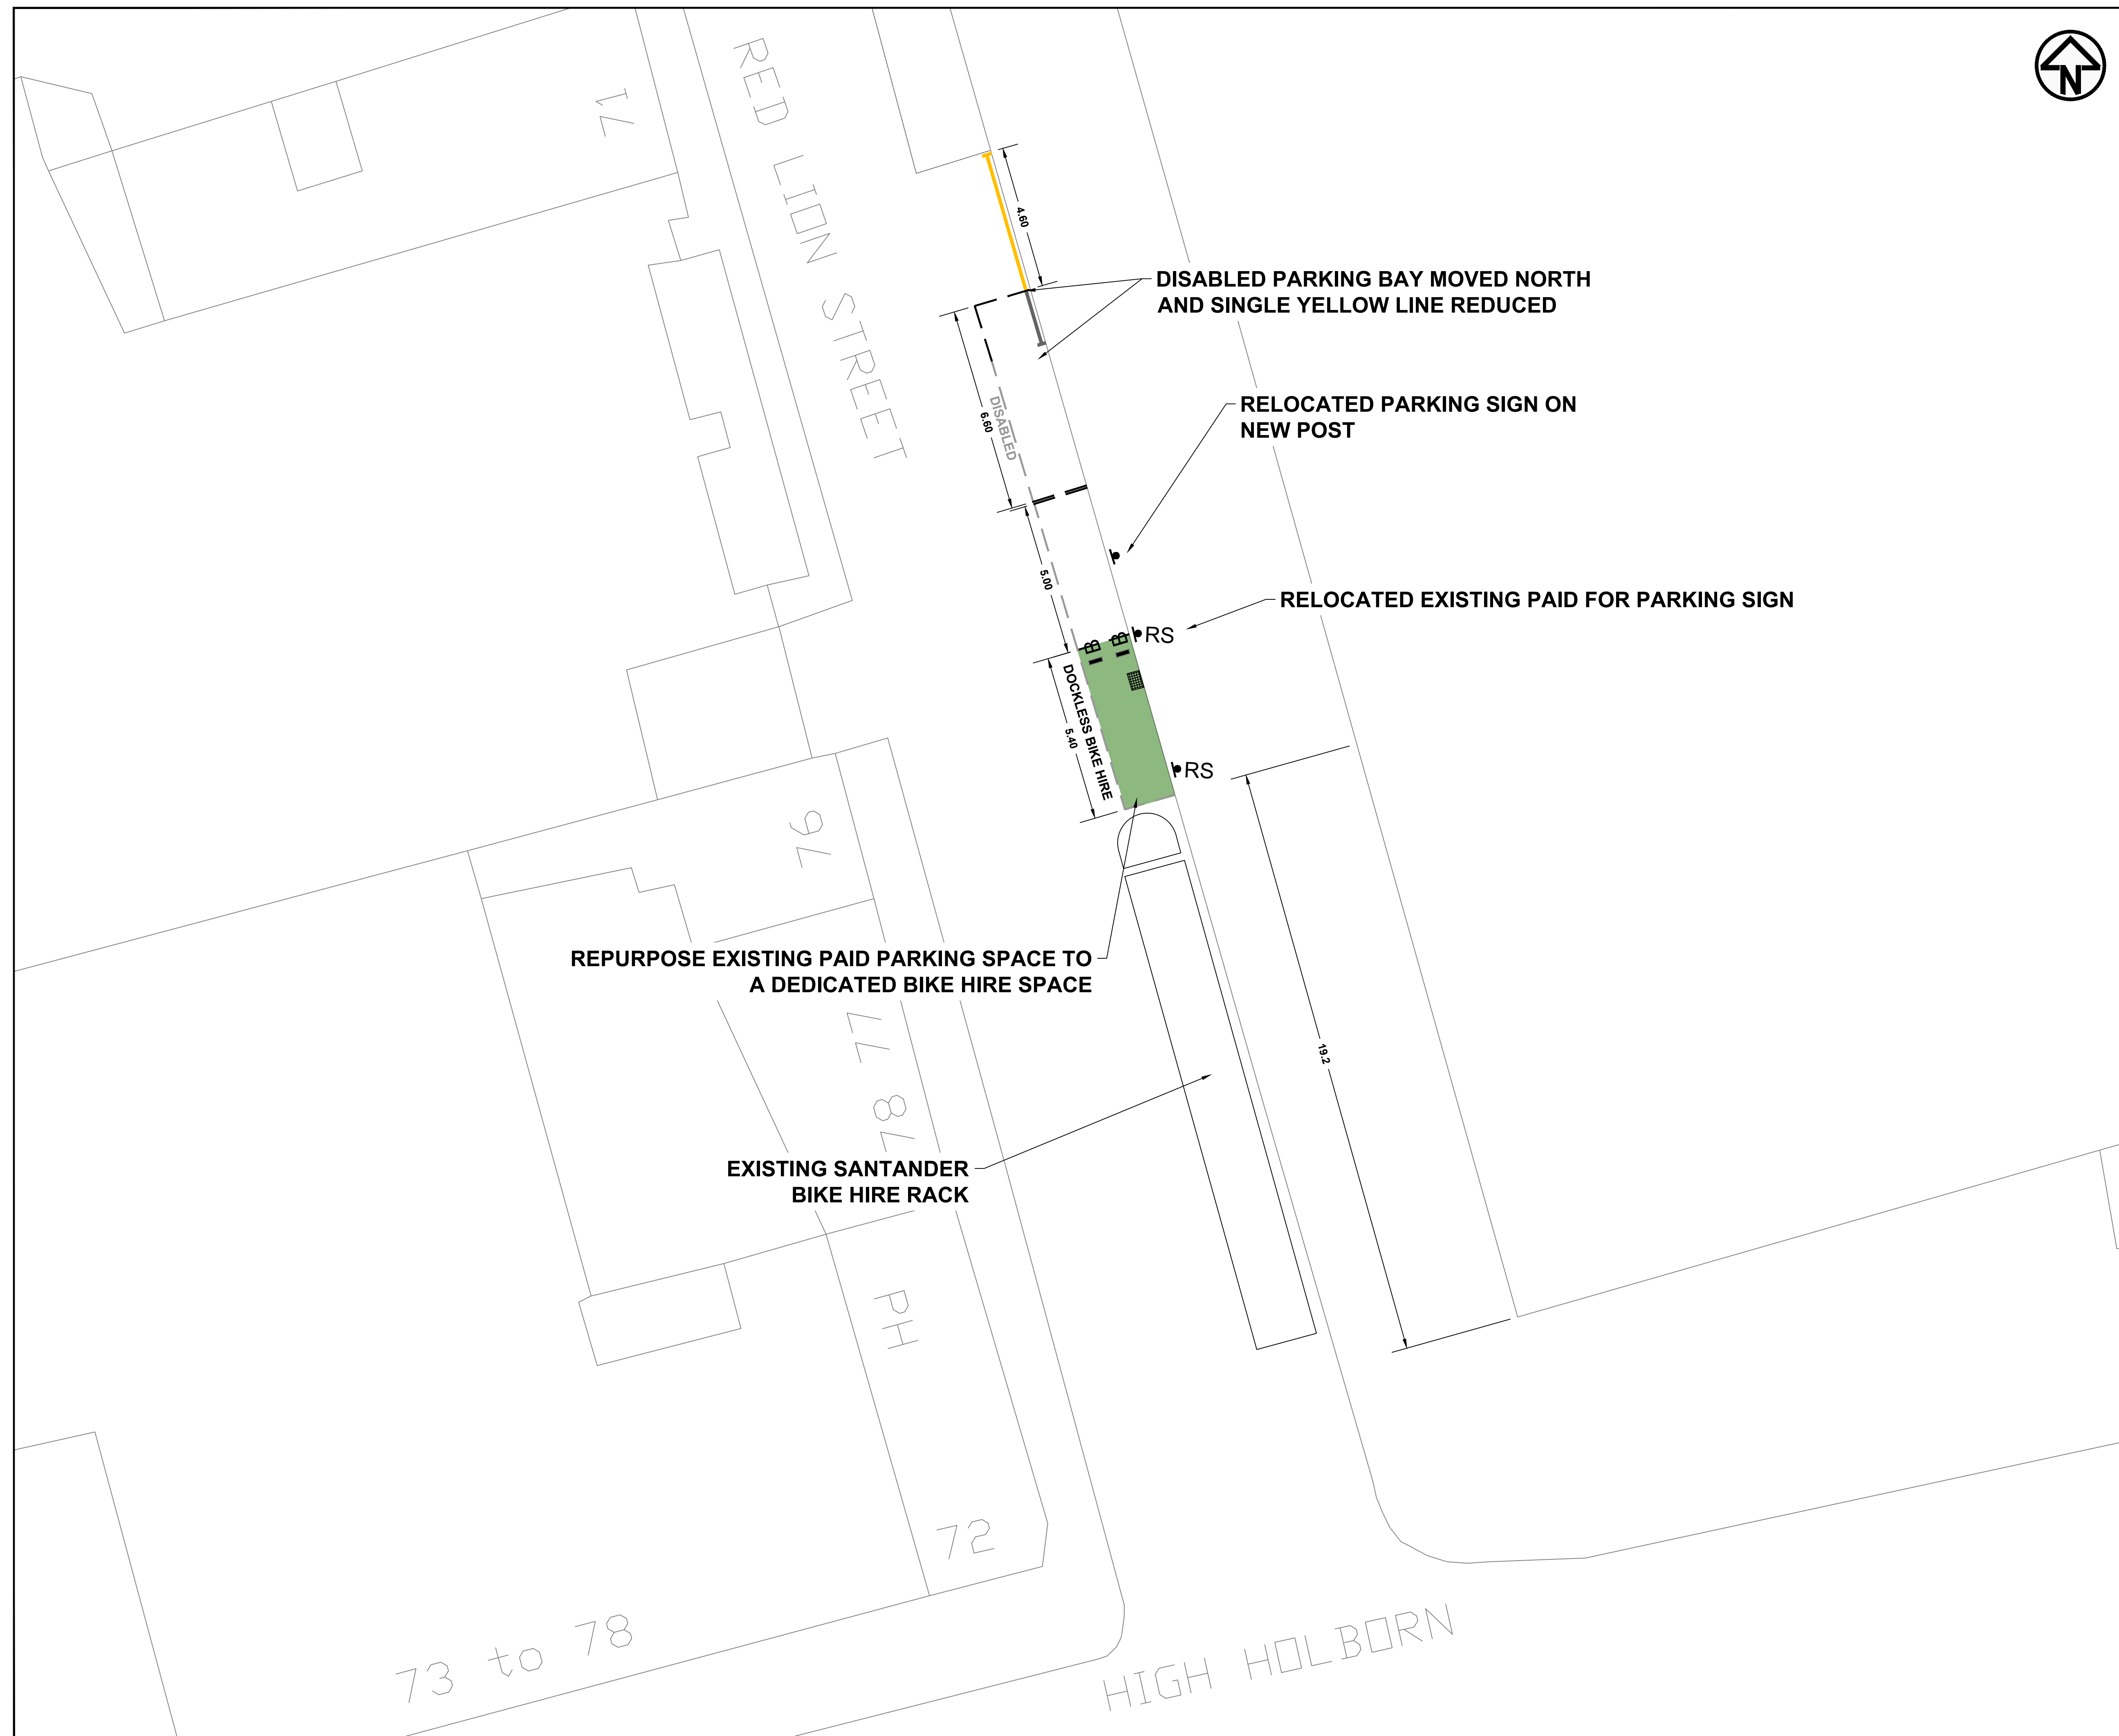 N
71
RED LION STREET
4.60
DISABLED PARKING BAY MOVED NORTH
AND SINGLE YELLOW LINE REDUCED
6.60
DISABLED
RELOCATED PARKING SIGN ON
NEW POST
5.00
RELOCATED EXISTING PAID FOR PARKING SIGN
RS
DOCKLESS BIKE HIRE
5.40
RS
76
REPURPOSE EXISTING PAID PARKING SPACE TO
A DEDICATED BIKE HIRE SPACE
77
19.2
78
EXISTING SANTANDER
BIKE HIRE RACK
PH
72
73 to 78
HIGH HOLBORN